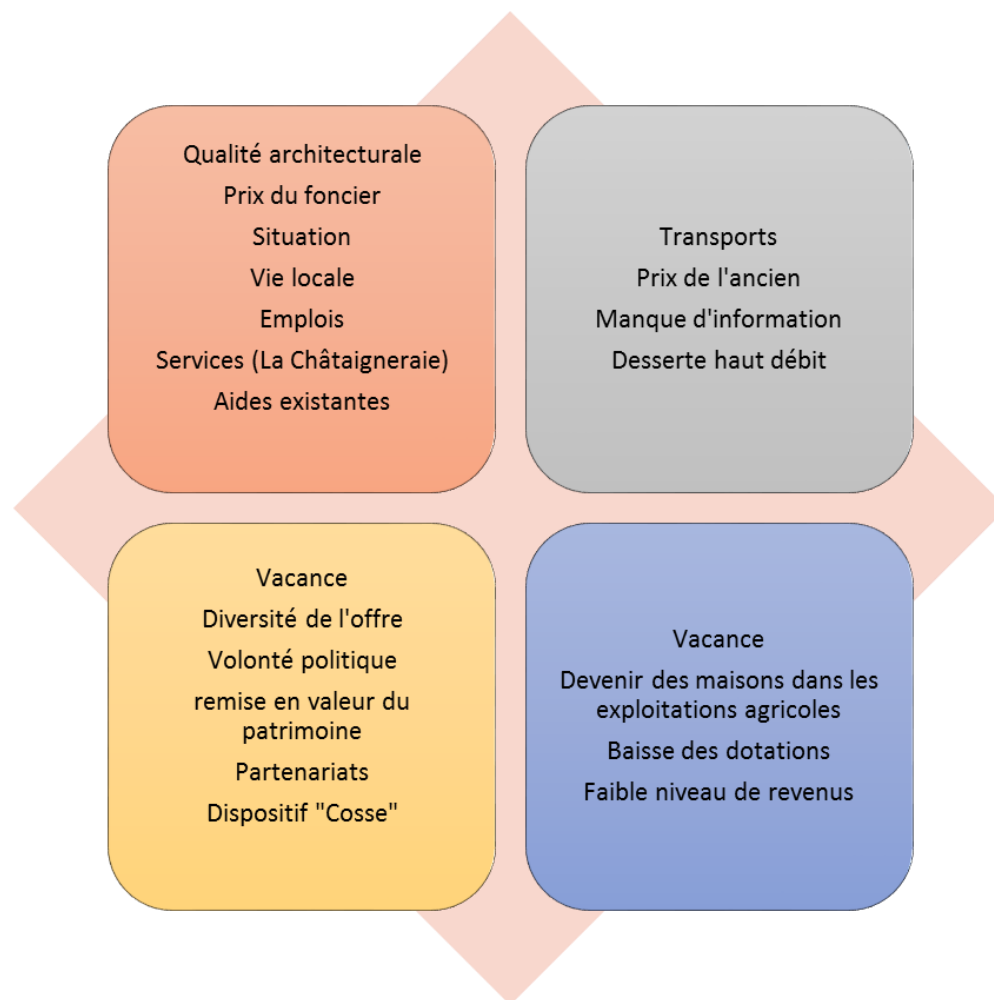 Qualité architecturale
Prix du foncier
Situation
Vie locale
Emplois
Services (La Châtaigneraie)
Aides existantes
Transports
Prix de l'ancien
Manque d'information
Desserte haut débit
Vacance
Diversité de l'offre
Volonté politique
remise en valeur du
patrimoine
Partenariats
Dispositif "Cosse"
Vacance
Devenir des maisons dans les
exploitations agricoles
Baisse des dotations
Faible niveau de revenus